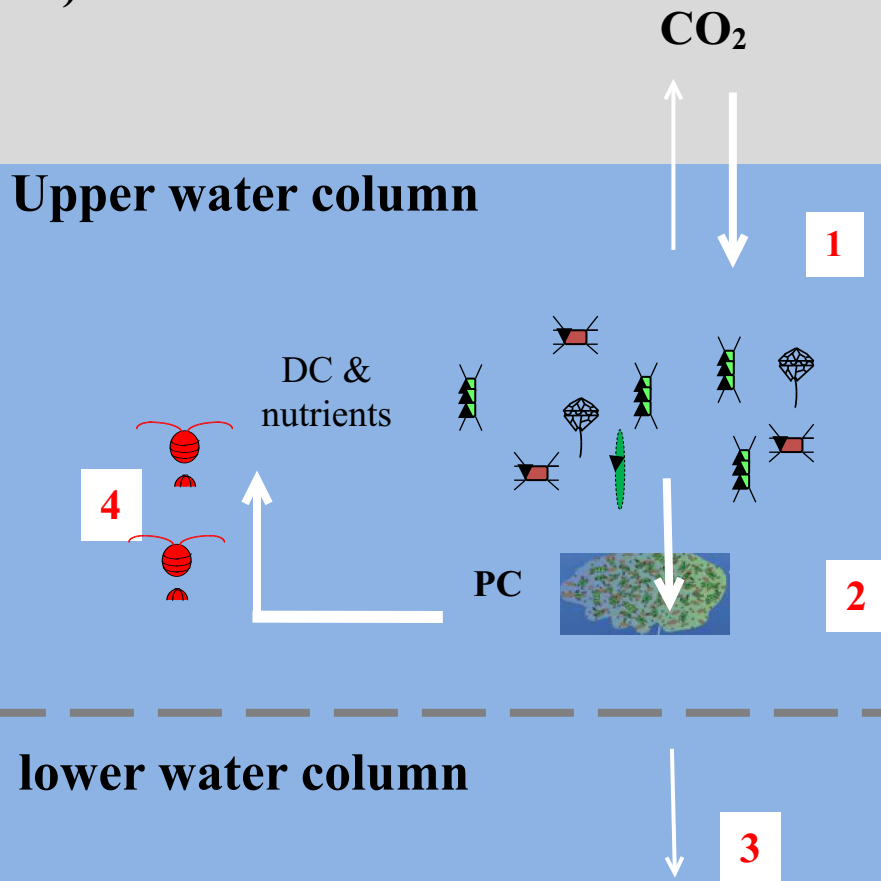 CO₂
Upper water column
1
DC &
nutrients
4
PC
2
lower water column
3